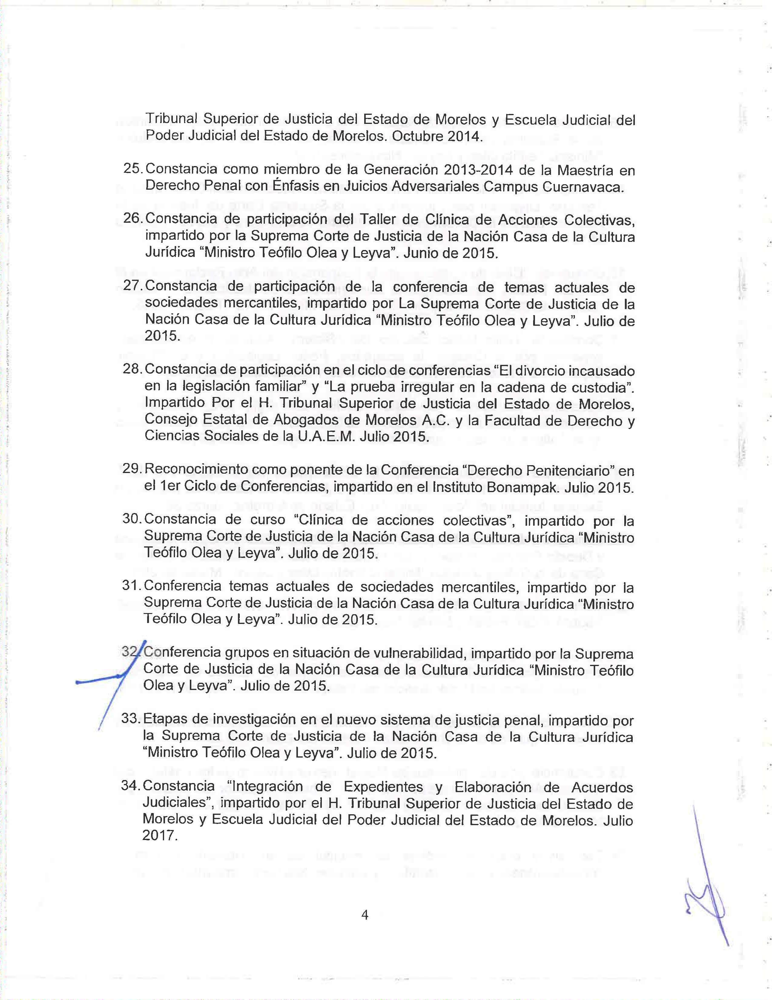 Tribunal Superior de Justicia del Estado de Morelos y Escuela Judicial del
Poder Judicial del Estado de Morelos. Octubre 2014.
25. Constancia como miembro de la Generación 2013-2014 de la Maestría en
Derecho Penal con Énfasis en Juicios Adversariales Campus Cuernavaca.
26. Constancia de participación del Taller de Clínica de Acciones Colectivas,
impartido por la Suprema Corte de Justicia de la Nación Casa de la Cultura
Jurídica “Ministro Teófilo Olea y Leyva”. Junio de 2015.
27. Constancia de participación de la conferencia de temas actuales de
sociedades mercantiles, impartido por La Suprema Corte de Justicia de la
Nación Casa de la Cultura Jurídica “Ministro Teófilo Olea y Leyva”. Julio de
2015.
28. Constancia de participación en el ciclo de conferencias “El divorcio incausado
en la legislación familiar” y “La prueba irregular en la cadena de custodia”.
Impartido Por el H. Tribunal Superior de Justicia del Estado de Morelos,
Consejo Estatal de Abogados de Morelos A.C. y la Facultad de Derecho y
Ciencias Sociales de la U.A.E.M. Julio 2015.
29. Reconocimiento como ponente de la Conferencia “Derecho Penitenciario” en
el 1er Ciclo de Conferencias, impartido en el Instituto Bonampak. Julio 2015.
30. Constancia de curso “Clínica de acciones colectivas”, impartido por la
Suprema Corte de Justicia de la Nación Casa de la Cultura Jurídica “Ministro
Teófilo Olea y Leyva”. Julio de 2015.
31. Conferencia temas actuales de sociedades mercantiles, impartido por la
Suprema Corte de Justicia de la Nación Casa de la Cultura Jurídica “Ministro
Teófilo Olea y Leyva”. Julio de 2015.
32. Conferencia grupos en situación de vulnerabilidad, impartido por la Suprema
Corte de Justicia de la Nación Casa de la Cultura Jurídica “Ministro Teófilo
Olea y Leyva”. Julio de 2015.
33. Etapas de investigación en el nuevo sistema de justicia penal, impartido por
la Suprema Corte de Justicia de la Nación Casa de la Cultura Jurídica
“Ministro Teófilo Olea y Leyva”. Julio de 2015.
34. Constancia “Integración de Expedientes y Elaboración de Acuerdos
Judiciales”, impartido por el H. Tribunal Superior de Justicia del Estado de
Morelos y Escuela Judicial del Poder Judicial del Estado de Morelos. Julio
2017.
4